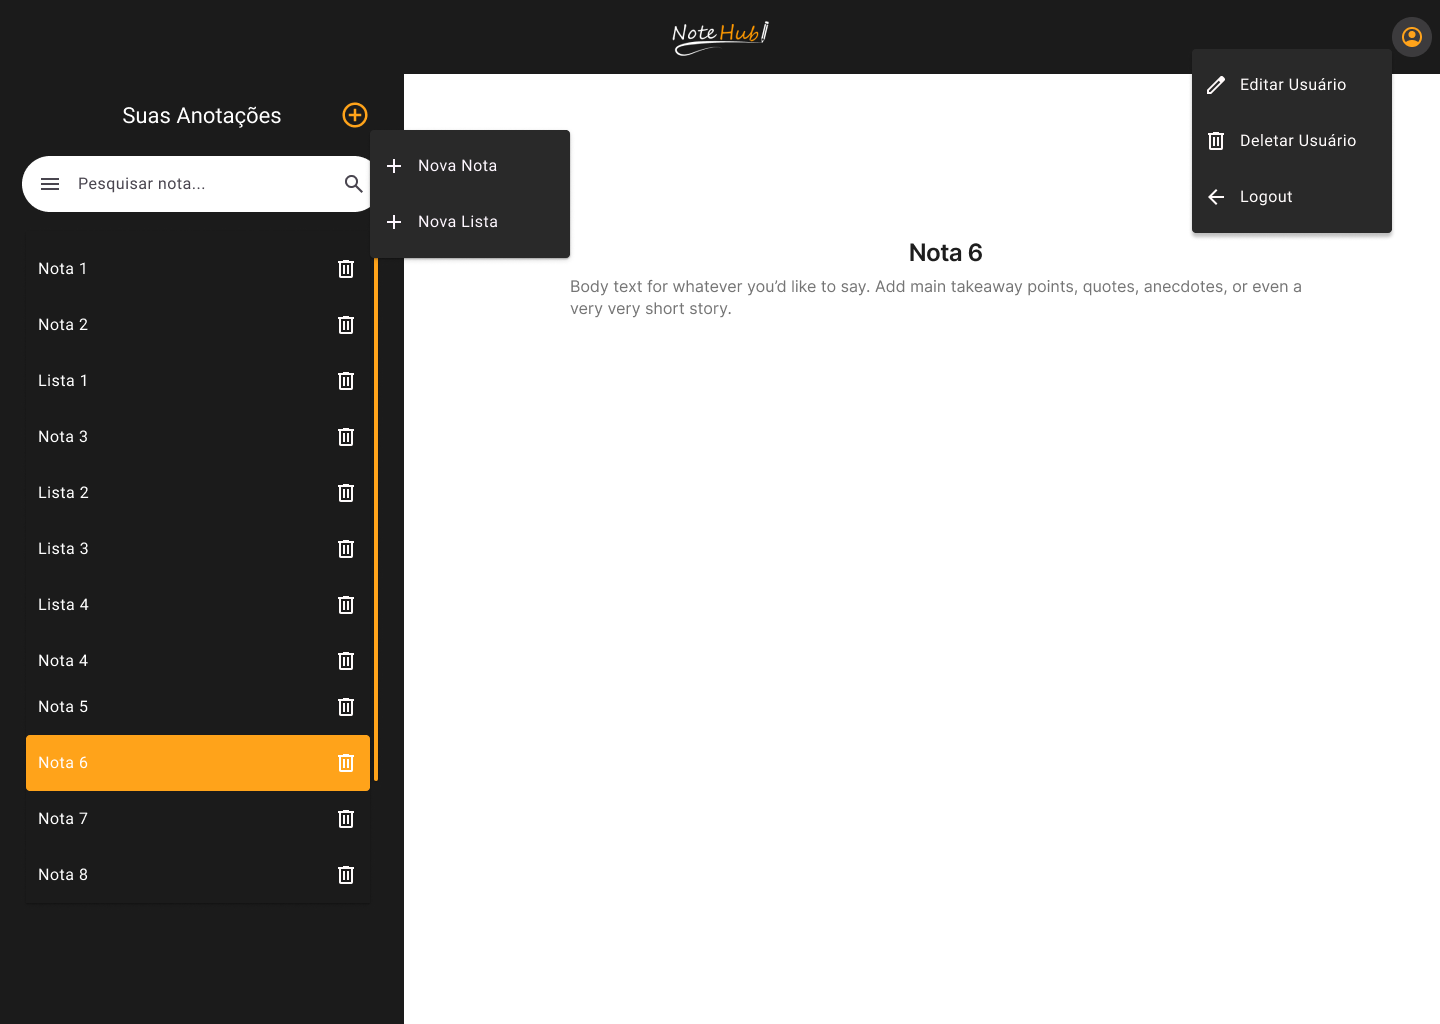 NoteHub
Editar Usuário
Deletar Usuário
Logout
Suas Anotações
Nova Nota
Nova Lista
Pesquisar nota...
Nota 1
Nota 2
Lista 1
Nota 3
Lista 2
Lista 3
Lista 4
Nota 4
Nota 5
Nota 6
Nota 7
Nota 8
Nota 6
Body text for whatever you’d like to say. Add main takeaway points, quotes, anecdotes, or even a
very very short story.